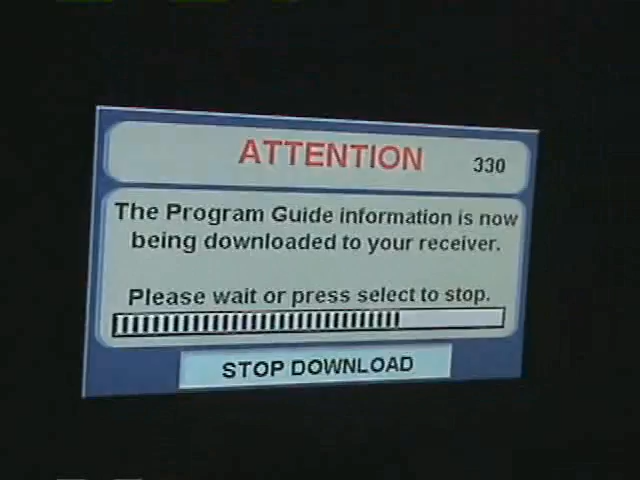 ATTENTION 330
The Program Guide information is now
being downloaded to your receiver.
Please wait or press select to stop.
STOP DOWNLOAD